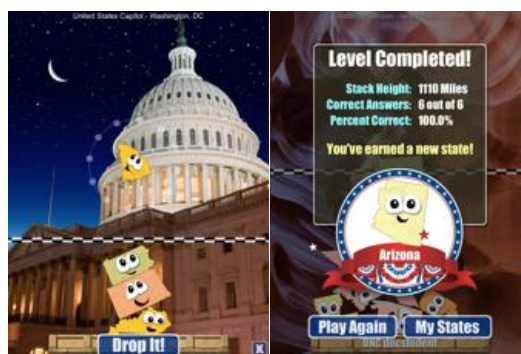 United States Capitol - Washington, DC
Drop It!
X
Level Completed!
Stack Height: 1110 Miles
Correct Answers: 6 out of 6
Percent Correct: 100.0%
You've earned a new state!
Arizona
Play Again
My States